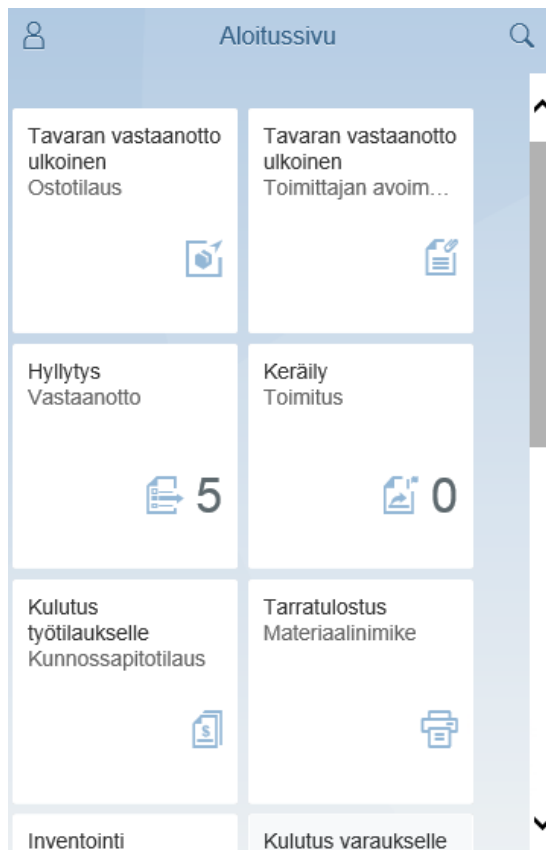 Aloitussivu
Tavaran vastaanotto
ulkoinen
Ostotilaus
Tavaran vastaanotto
ulkoinen
Toimittajan avoim...
Hyllytys
Vastaanotto
5
Keräily
Toimitus
0
Kulutus
työtilaukselle
Kunnossapitotilaus
$
Tarratulostus
Materiaalinimike
Inventointi
Kulutus varaukselle